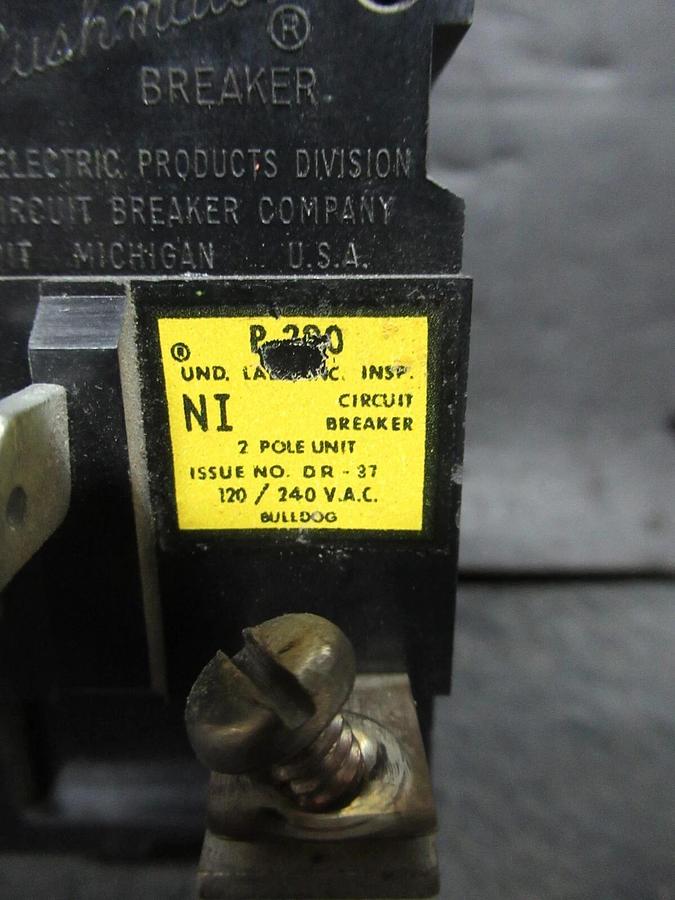 ®
BREAKER
ELECTRIC PRODUCTS DIVISION
CIRCUIT BREAKER COMPANY
MICHIGAN U.S.A.
®
UND. INSP.
NI CIRCUIT
BREAKER
2 POLE UNIT
ISSUE NO. DR-37
120 / 240 V.A.C.
BULLDOG